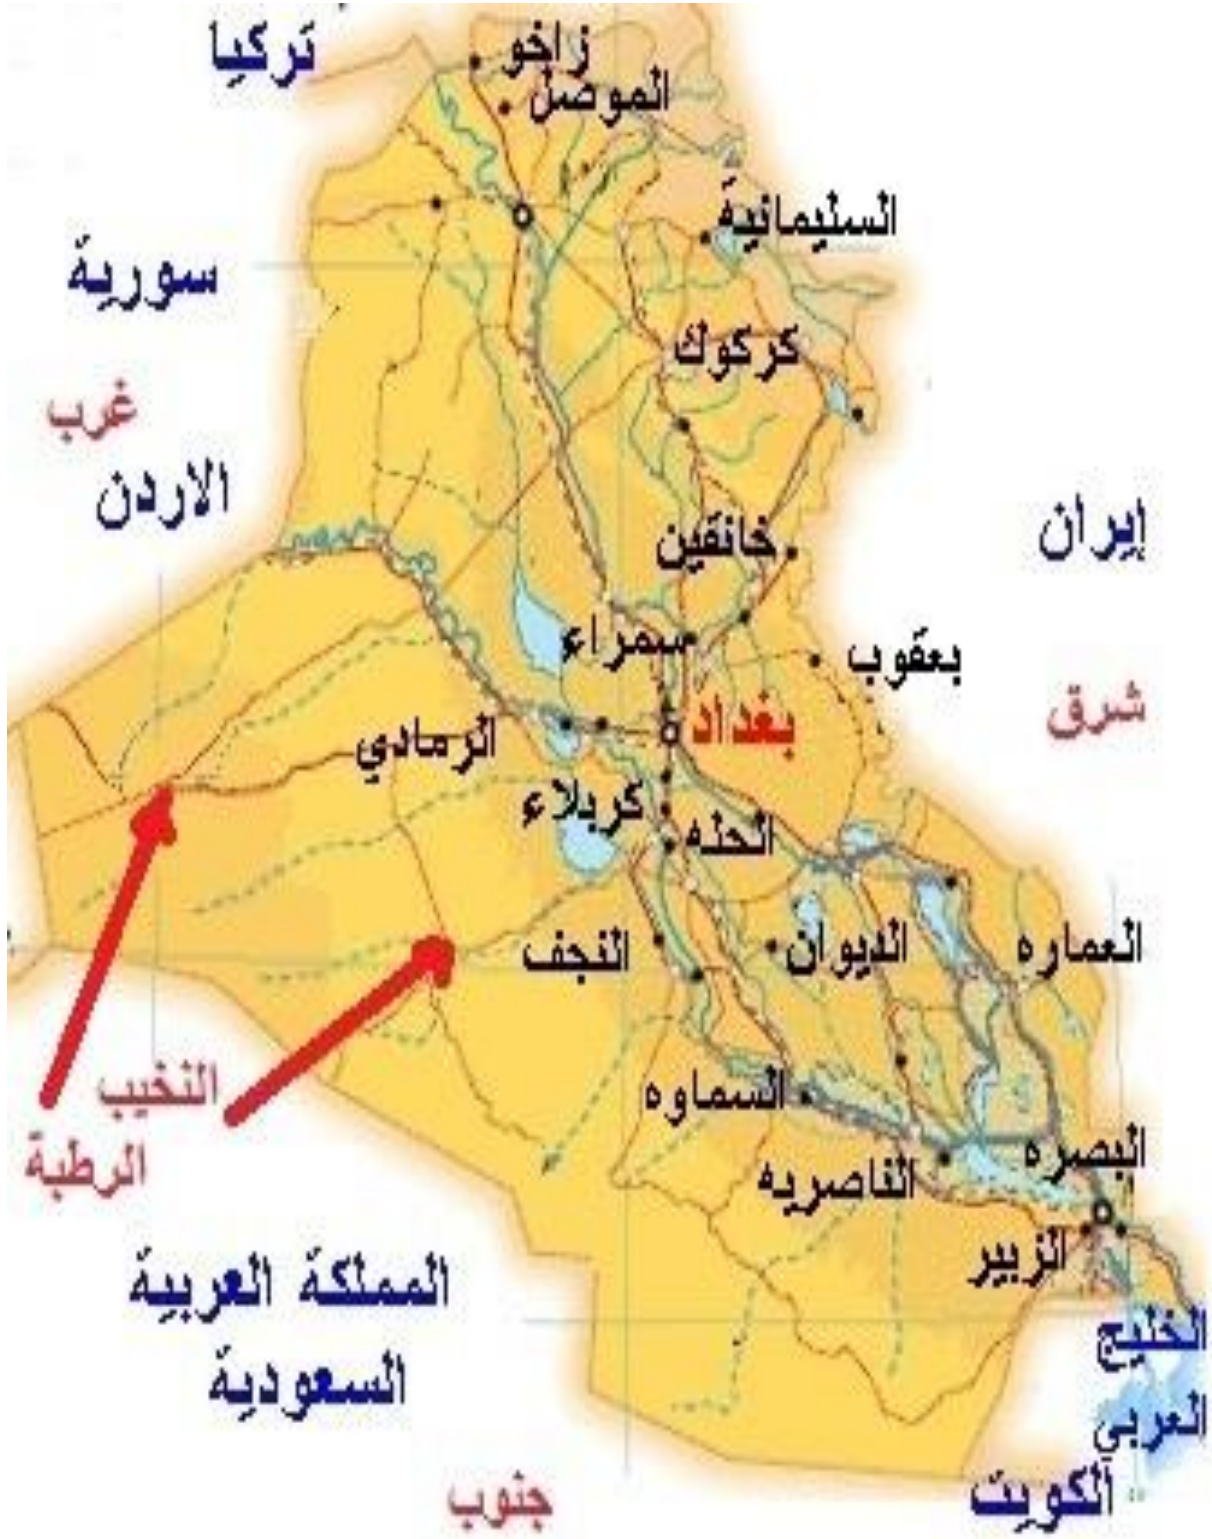 تركيا
زاخو
الموصل
السليمانية
سورية
كركوك
غرب
الاردن
إيران
خانقين
سمراء
بعقوب
شرق
بغداد
الرمادي
كربلاء
الحله
النجف
الديوان
العماره
النخيب
السماوه
الرطبة
البصره
الناصريه
الزبير
المملكة العربية
السعودية
الخليج
العربي
الكويت
جنوب